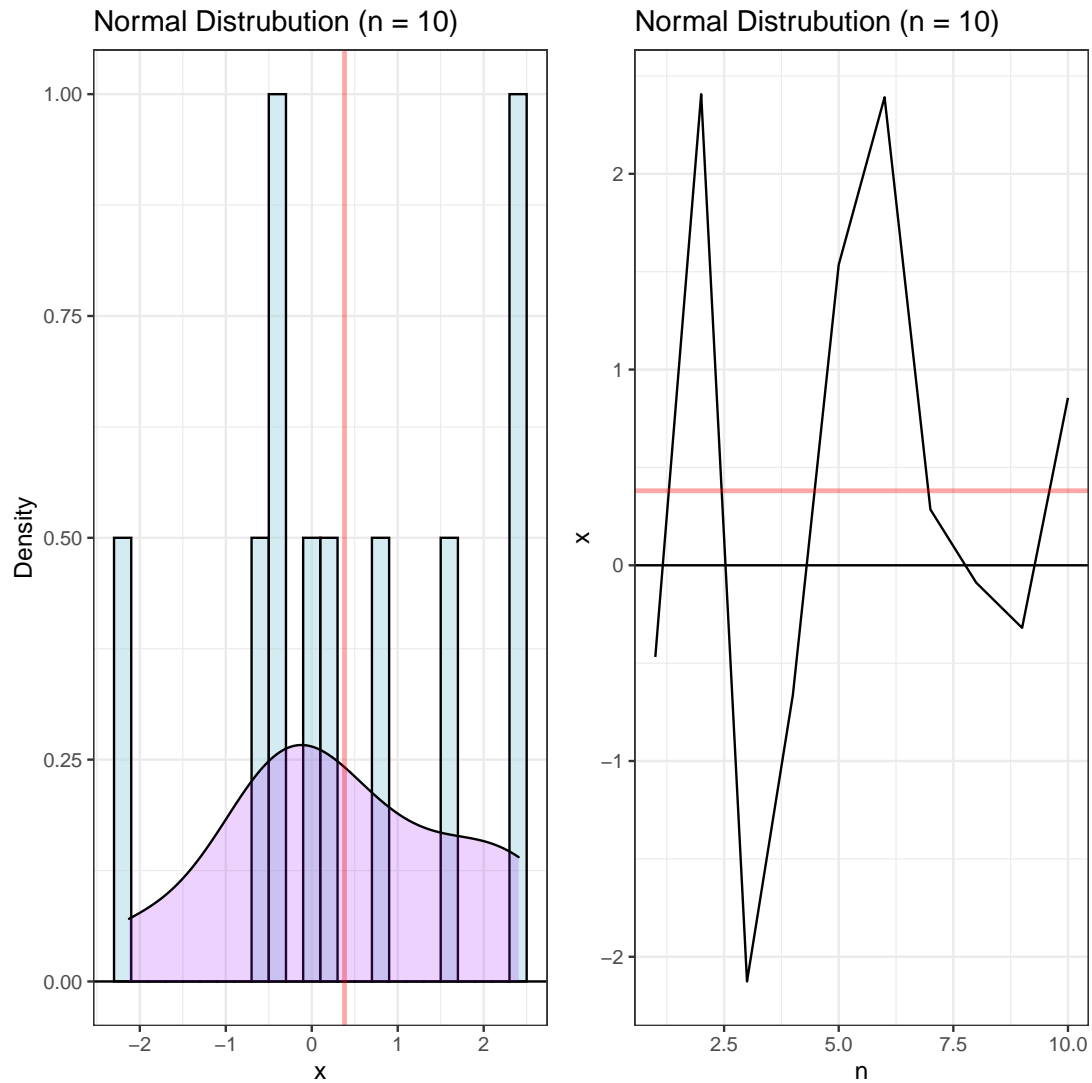 Normal Distrubution (n = 10)
1.00
0.75
0.50
0.25
0.00
Density
−2 −1 0 1 2
x
Normal Distrubution (n = 10)
2
1
0
−1
−2
x
2.5 5.0 7.5 10.0
n